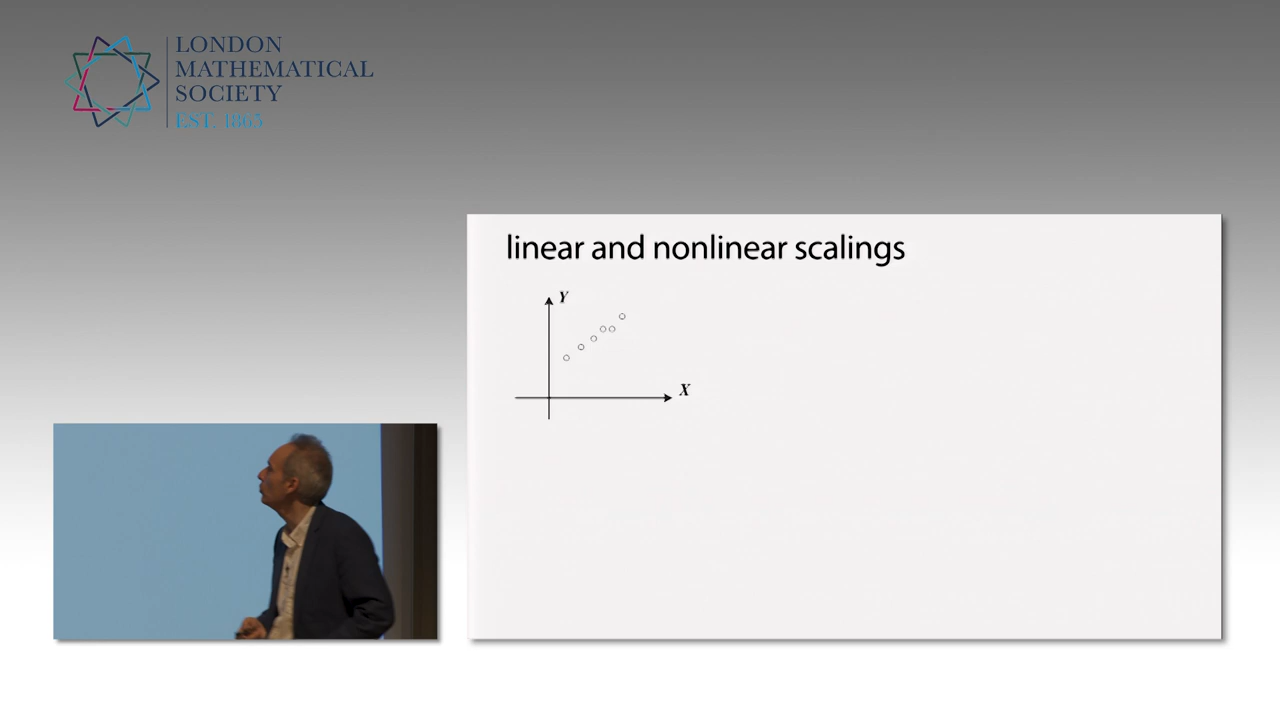 LONDON
MATHEMATICAL
SOCIETY
EST. 1865
linear and nonlinear scalings
Y
X